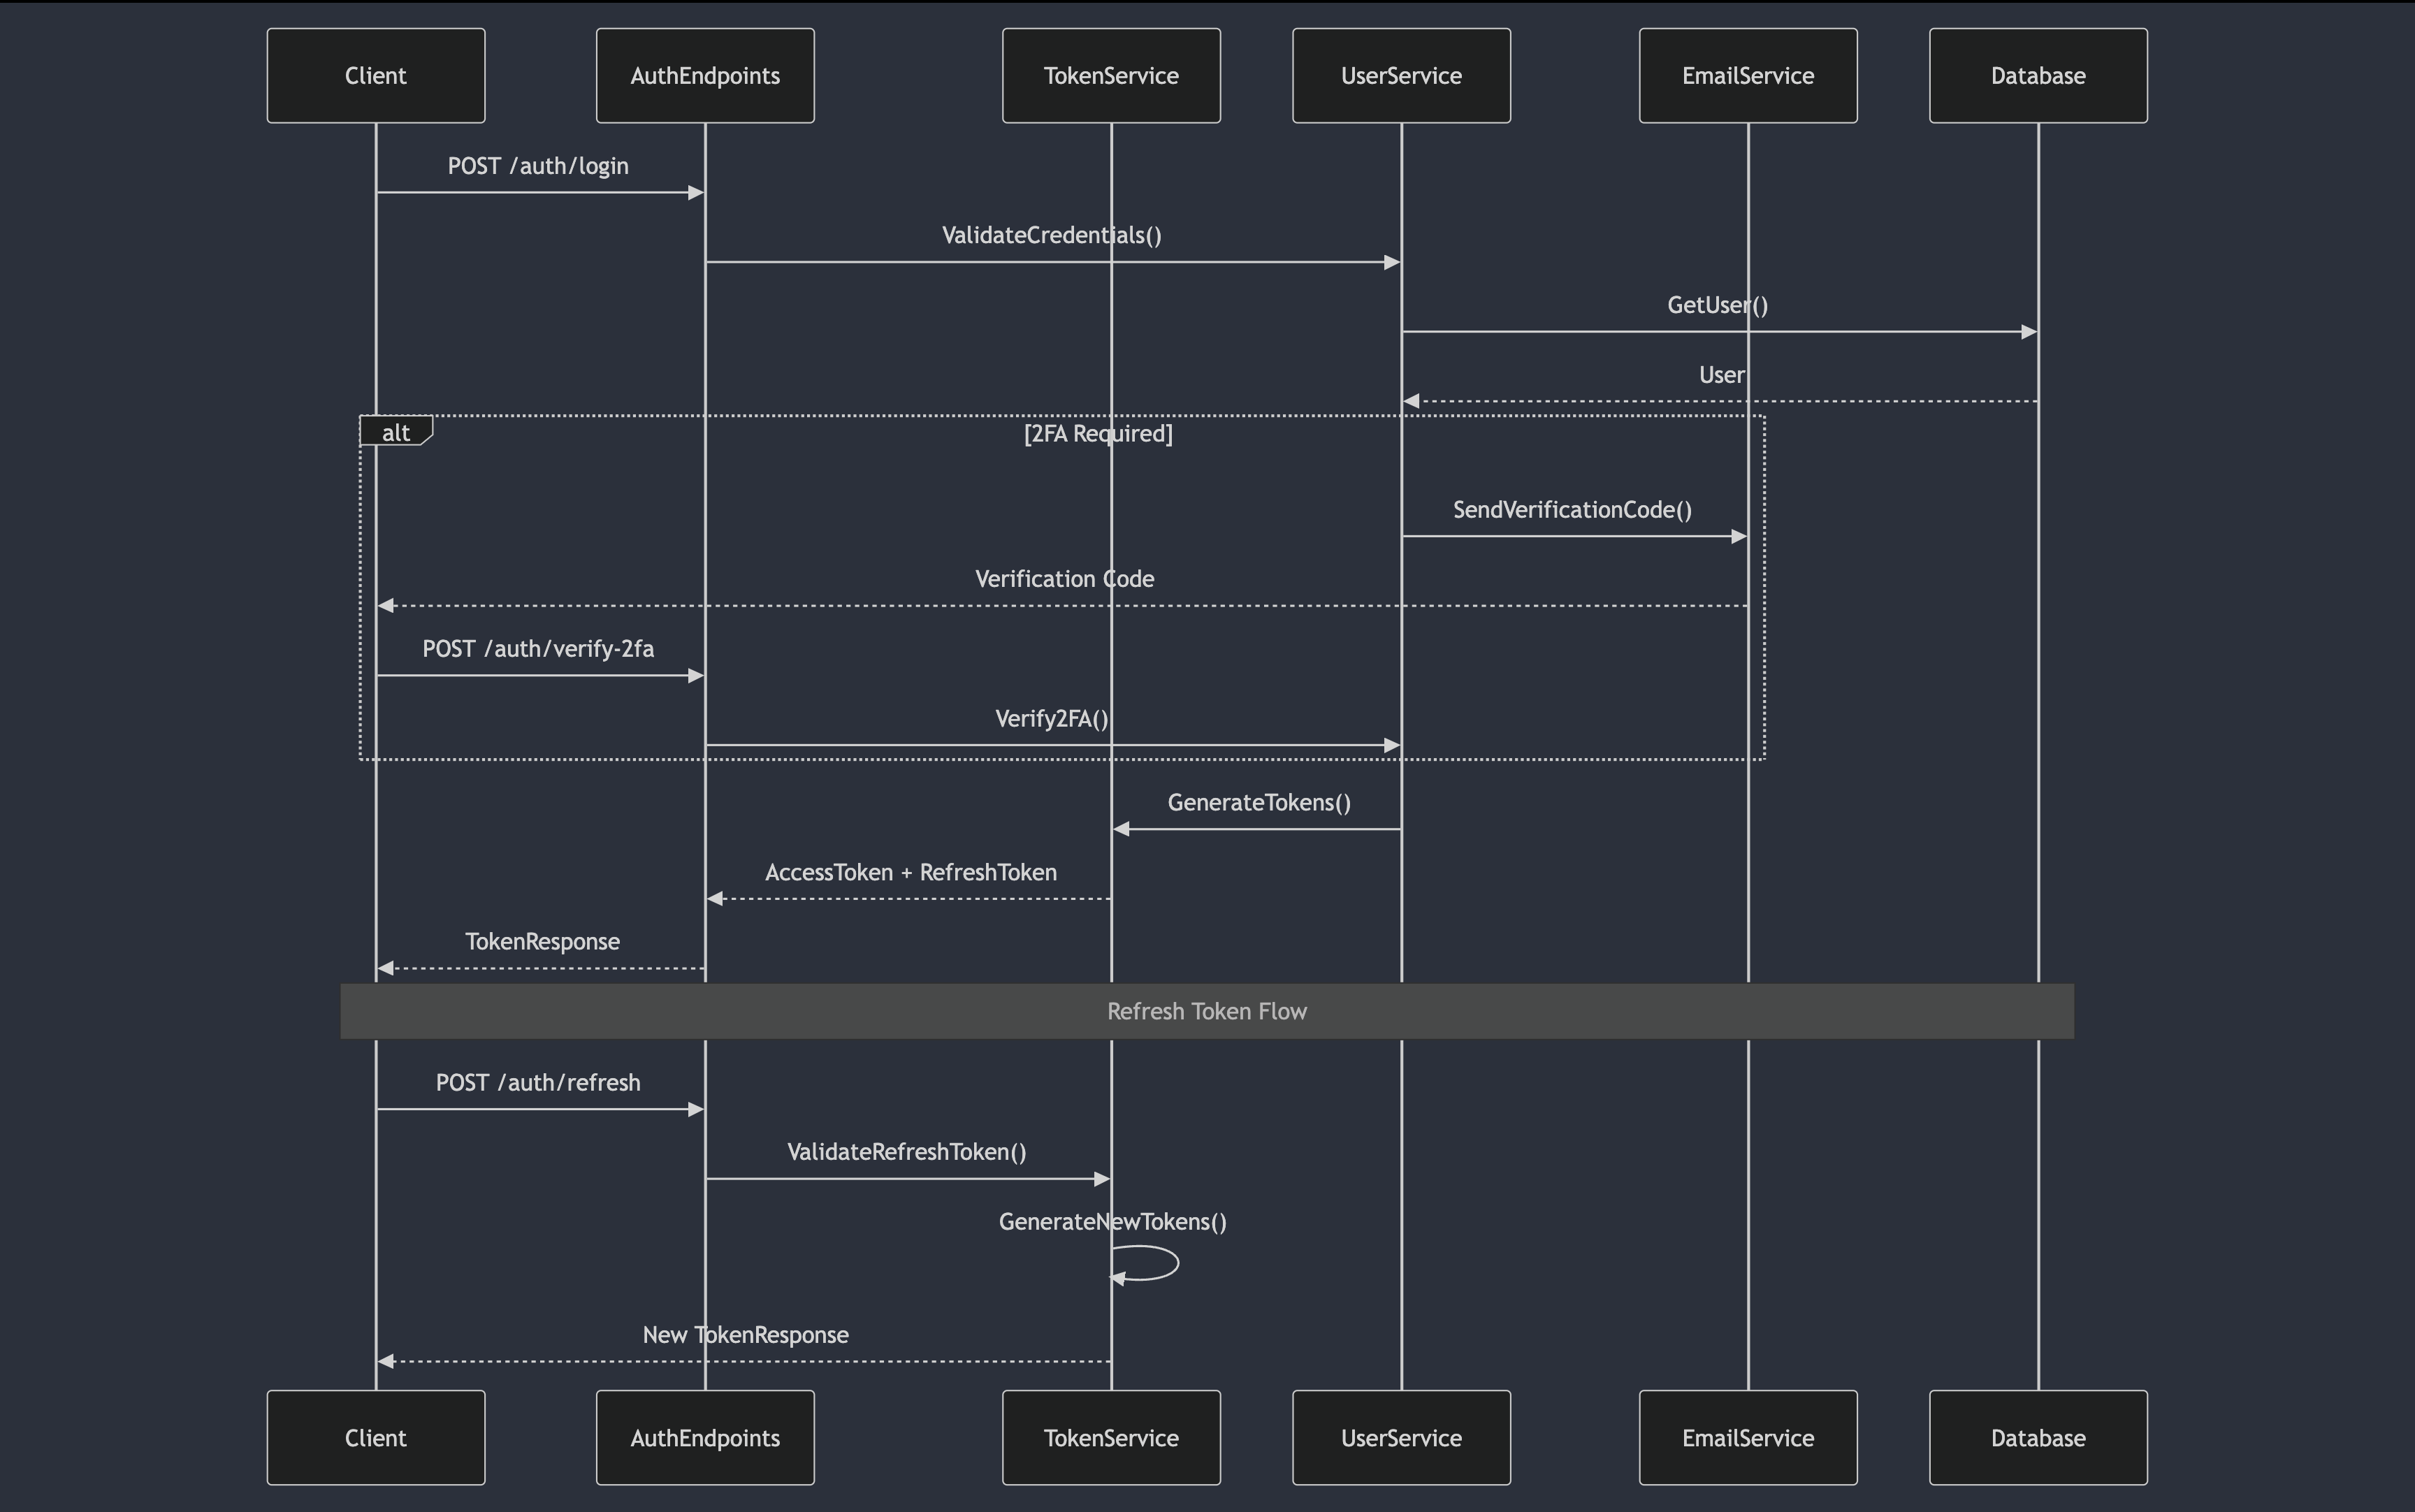 Client
AuthEndpoints
TokenService
UserService
EmailService
Database
POST /auth/login
ValidateCredentials()
GetUser()
User
alt
[2FA Required]
SendVerificationCode()
Verification Code
POST /auth/verify-2fa
Verify2FA()
GenerateTokens()
AccessToken + RefreshToken
TokenResponse
Refresh Token Flow
POST /auth/refresh
ValidateRefreshToken()
GenerateNewTokens()
New TokenResponse
Client
AuthEndpoints
TokenService
UserService
EmailService
Database